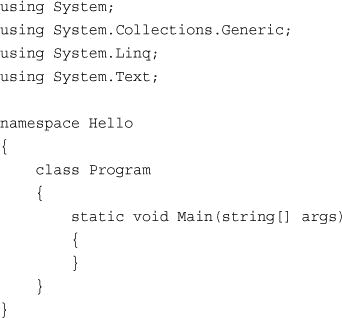 using System;
using System.Collections.Generic;
using System.Linq;
using System.Text;

namespace Hello
{
    class Program
    {
        static void Main(string[] args)
        {
        }
    }
}